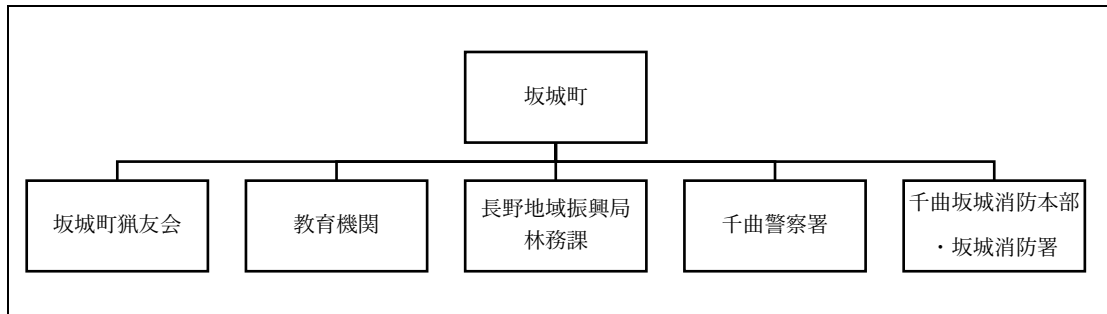 坂城町
坂城町猟友会
教育機関
長野地域振興局
林務課
千曲警察署
千曲坂城消防本部
・坂城消防署